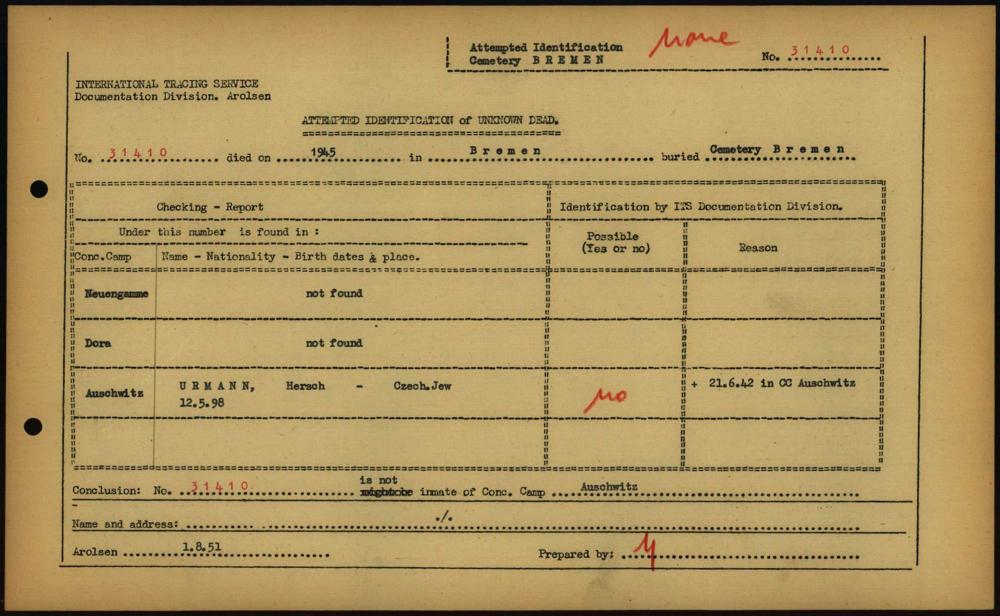 Attempted Identification
Cemetery B R E M E N
None
No. 31410
INTERNATIONAL TRACING SERVICE
Documentation Division. Arolsen
ATTEMPTED IDENTIFICATION of UNKNOWN DEAD.
No. 31410 died on 1945 in B r e m e n buried Cemetery B r e m e n
Checking - Report
Identification by ITS Documentation Division.
Under this number is found in :
Possible
(Yes or no)
Reason
Conc.Camp
Name - Nationality - Birth dates & place.
Neuengamme not found
Dora not found
Auschwitz U R M A N N, Hersch - Czech.Jew
12.5.98
no
+ 21.6.42 in CC Auschwitz
is not
Conclusion: No. 31410 inmate of Conc. Camp Auschwitz
Name and address: ./.
Arolsen 1.8.51 Prepared by: